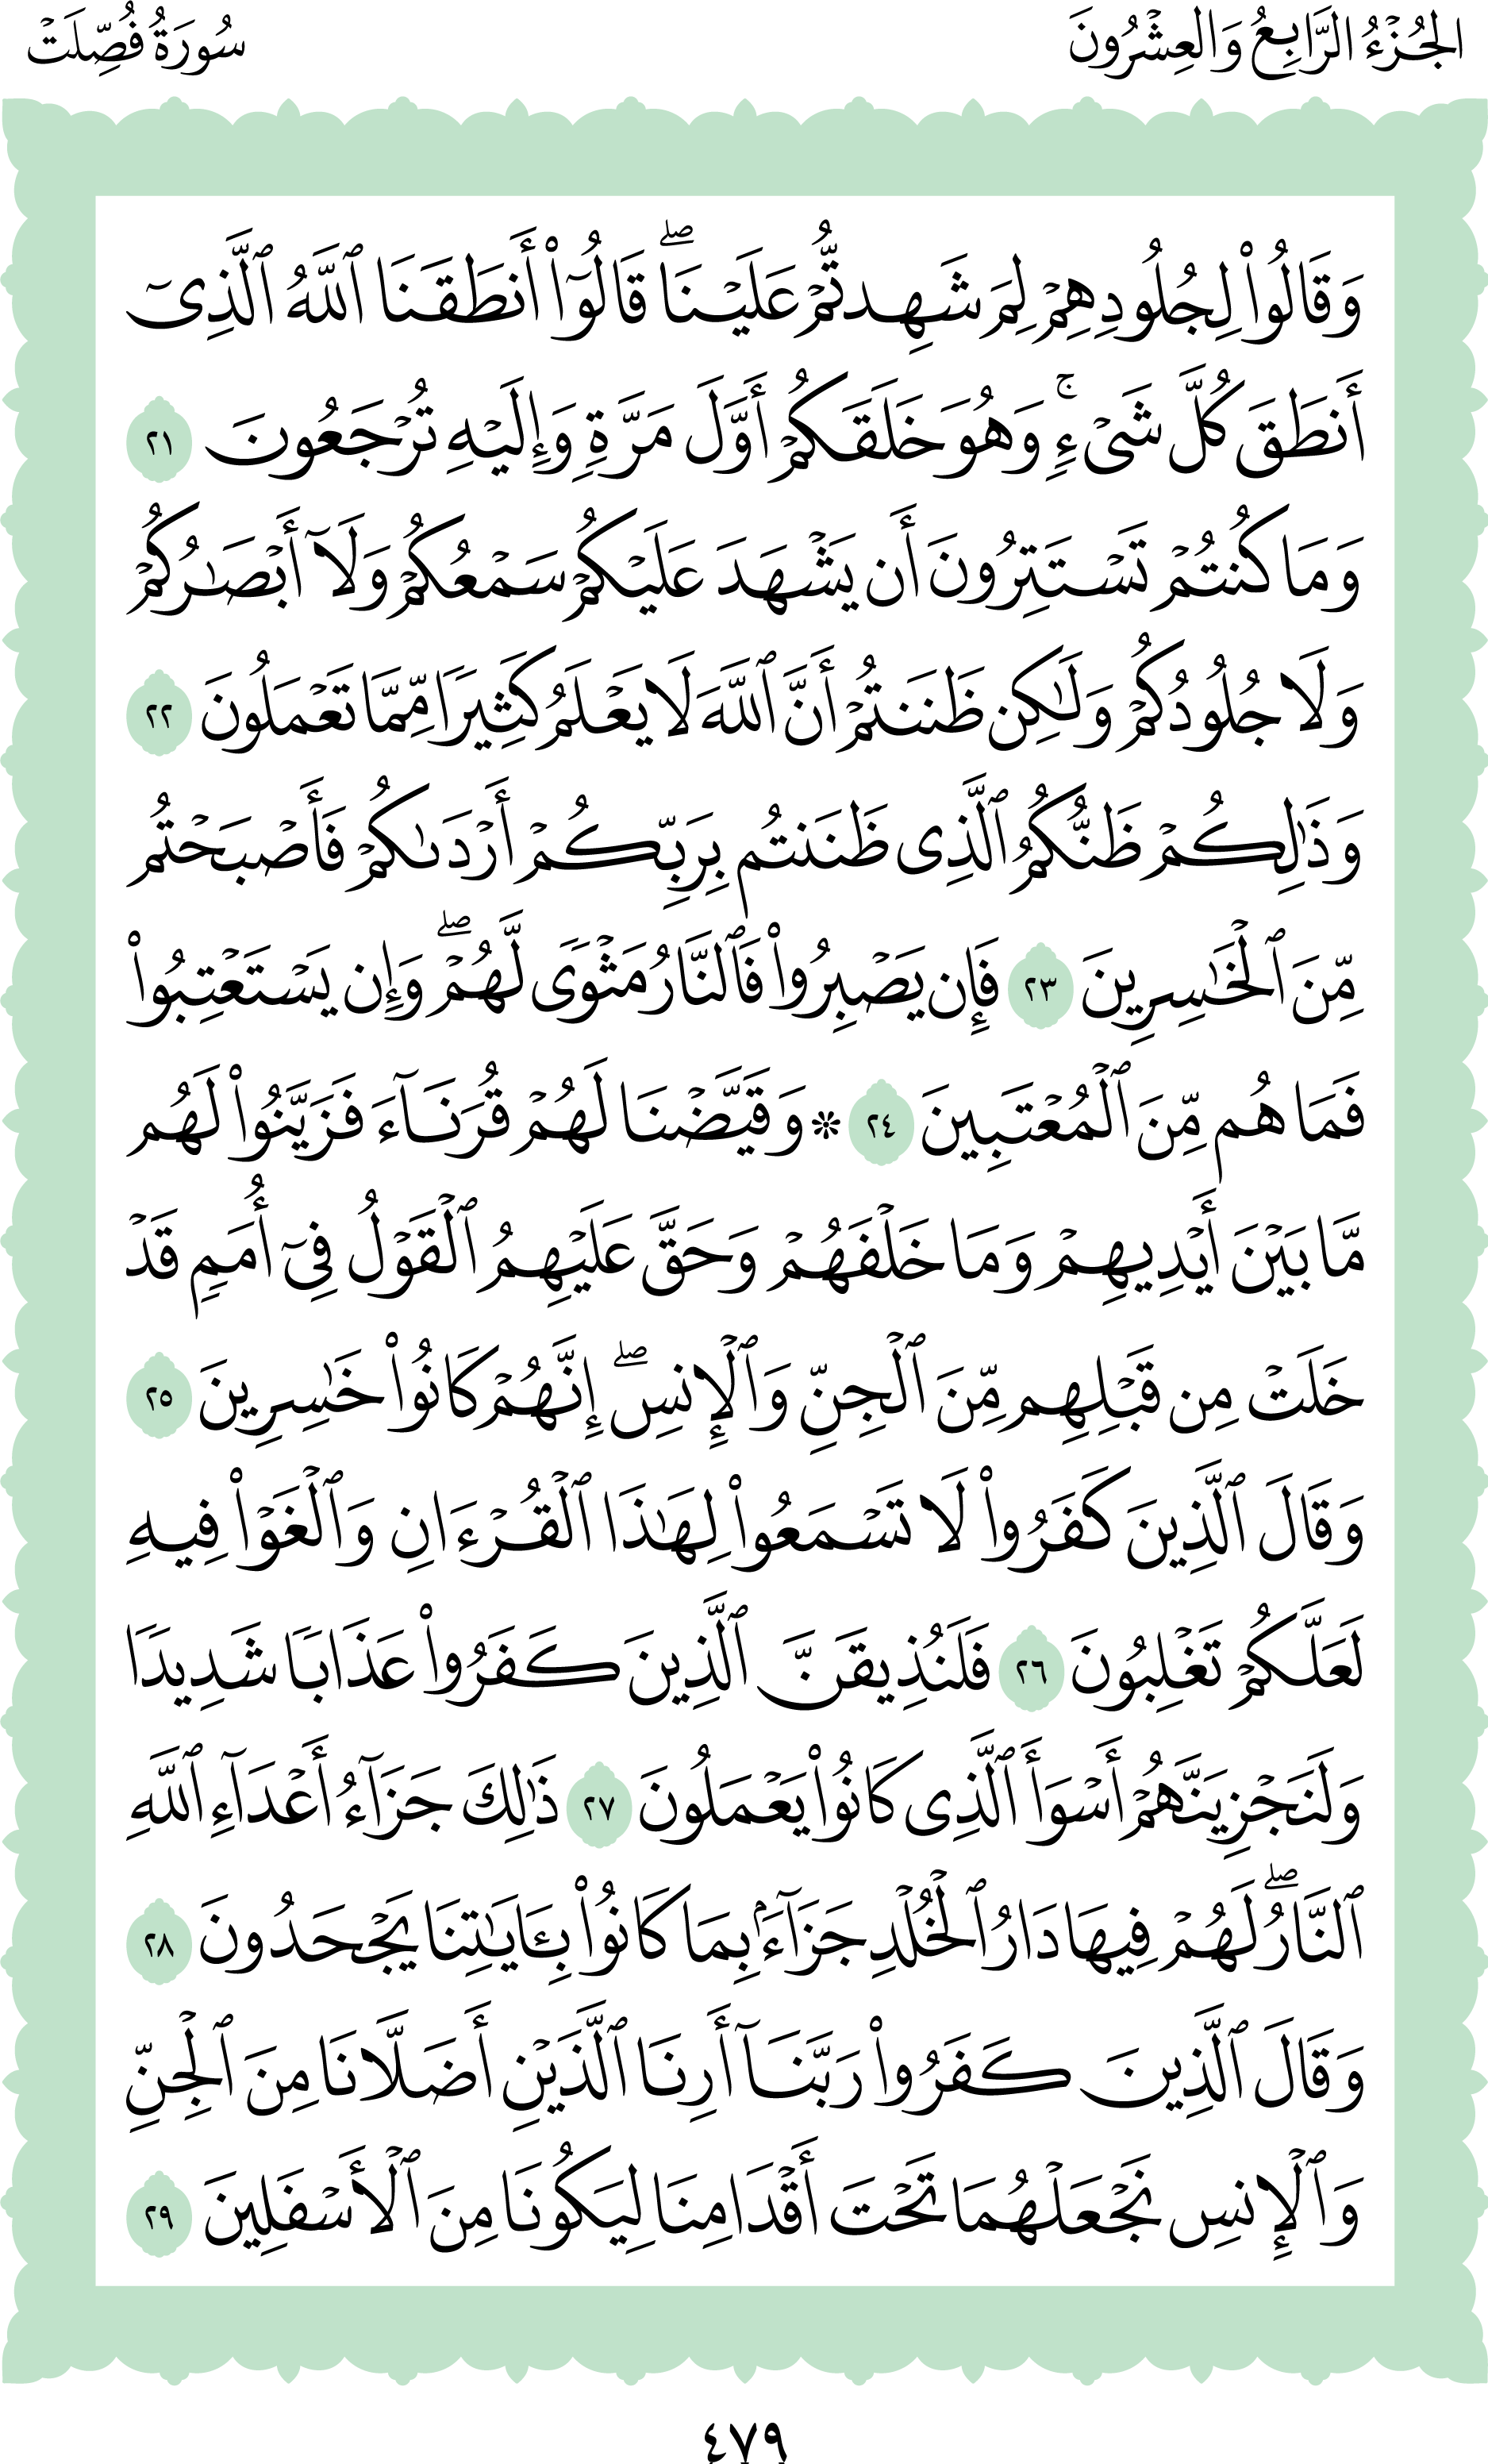 الجُزْءُ الرَّابِعُ وَالعِشْرُونَ
سُورَةُ فُصِّلَتْ
وَقَالُوا۟ لِجُلُودِهِمْ لِمَ شَهِدتُّمْ عَلَيْنَا ۖ قَالُوٓا۟ أَنطَقَنَا ٱللَّهُ ٱلَّذِىٓ
أَنطَقَ كُلَّ شَىْءٍ ۚ وَهُوَ خَلَقَكُمْ أَوَّلَ مَرَّةٍ وَإِلَيْهِ تُرْجَعُونَ ٢١
وَمَا كُنتُمْ تَسْتَتِرُونَ أَن يَشْهَدَ عَلَيْكُمْ سَمْعُكُمْ وَلَآ أَبْصَـٰرُكُمْ
وَلَا جُلُودُكُمْ وَلَـٰكِن ظَنَنتُمْ أَنَّ ٱللَّهَ لَا يَعْلَمُ كَثِيرًا مِّمَّا تَعْمَلُونَ ٢٢
وَذَٰلِكُمْ ظَنُّكُمُ ٱلَّذِى ظَنَنتُم بِرَبِّكُمْ أَرْدَىٰكُمْ فَأَصْبَحْتُم
مِّنَ ٱلْخَـٰسِرِينَ ٢٣ فَإِن يَصْبِرُوا۟ فَٱلنَّارُ مَثْوًى لَّهُمْ ۖ وَإِن يَسْتَعْتِبُوا۟
فَمَا هُم مِّنَ ٱلْمُعْتَبِينَ ٢٤ ۞ وَقَيَّضْنَا لَهُمْ قُرَنَآءَ فَزَيَّنُوا۟ لَهُم
مَّا بَيْنَ أَيْدِيهِمْ وَمَا خَلْفَهُمْ وَحَقَّ عَلَيْهِمُ ٱلْقَوْلُ فِىٓ أُمَمٍ قَدْ
خَلَتْ مِن قَبْلِهِم مِّنَ ٱلْجِنِّ وَٱلْإِنسِ ۖ إِنَّهُمْ كَانُوا۟ خَـٰسِرِينَ ٢٥
وَقَالَ ٱلَّذِينَ كَفَرُوا۟ لَا تَسْمَعُوا۟ لِهَـٰذَا ٱلْقُرْءَانِ وَٱلْغَوْا۟ فِيهِ
لَعَلَّكُمْ تَغْلِبُونَ ٢٦ فَلَنُذِيقَنَّ ٱلَّذِينَ كَفَرُوا۟ عَذَابًا شَدِيدًا
وَلَنَجْزِيَنَّهُمْ أَسْوَأَ ٱلَّذِى كَانُوا۟ يَعْمَلُونَ ٢٧ ذَٰلِكَ جَزَآءُ أَعْدَآءِ ٱللَّهِ
ٱلنَّارُ ۖ لَهُمْ فِيهَا دَارُ ٱلْخُلْدِ جَزَآءًۢ بِمَا كَانُوا۟ بِـَٔايَـٰتِنَا يَجْحَدُونَ ٢٨
وَقَالَ ٱلَّذِينَ كَفَرُوا۟ رَبَّنَآ أَرِنَا ٱلَّذَيْنِ أَضَلَّانَا مِنَ ٱلْجِنِّ
وَٱلْإِنسِ نَجْعَلْهُمَا تَحْتَ أَقْدَامِنَا لِيَكُونَا مِنَ ٱلْأَسْفَلِينَ ٢٩
٤٧٩